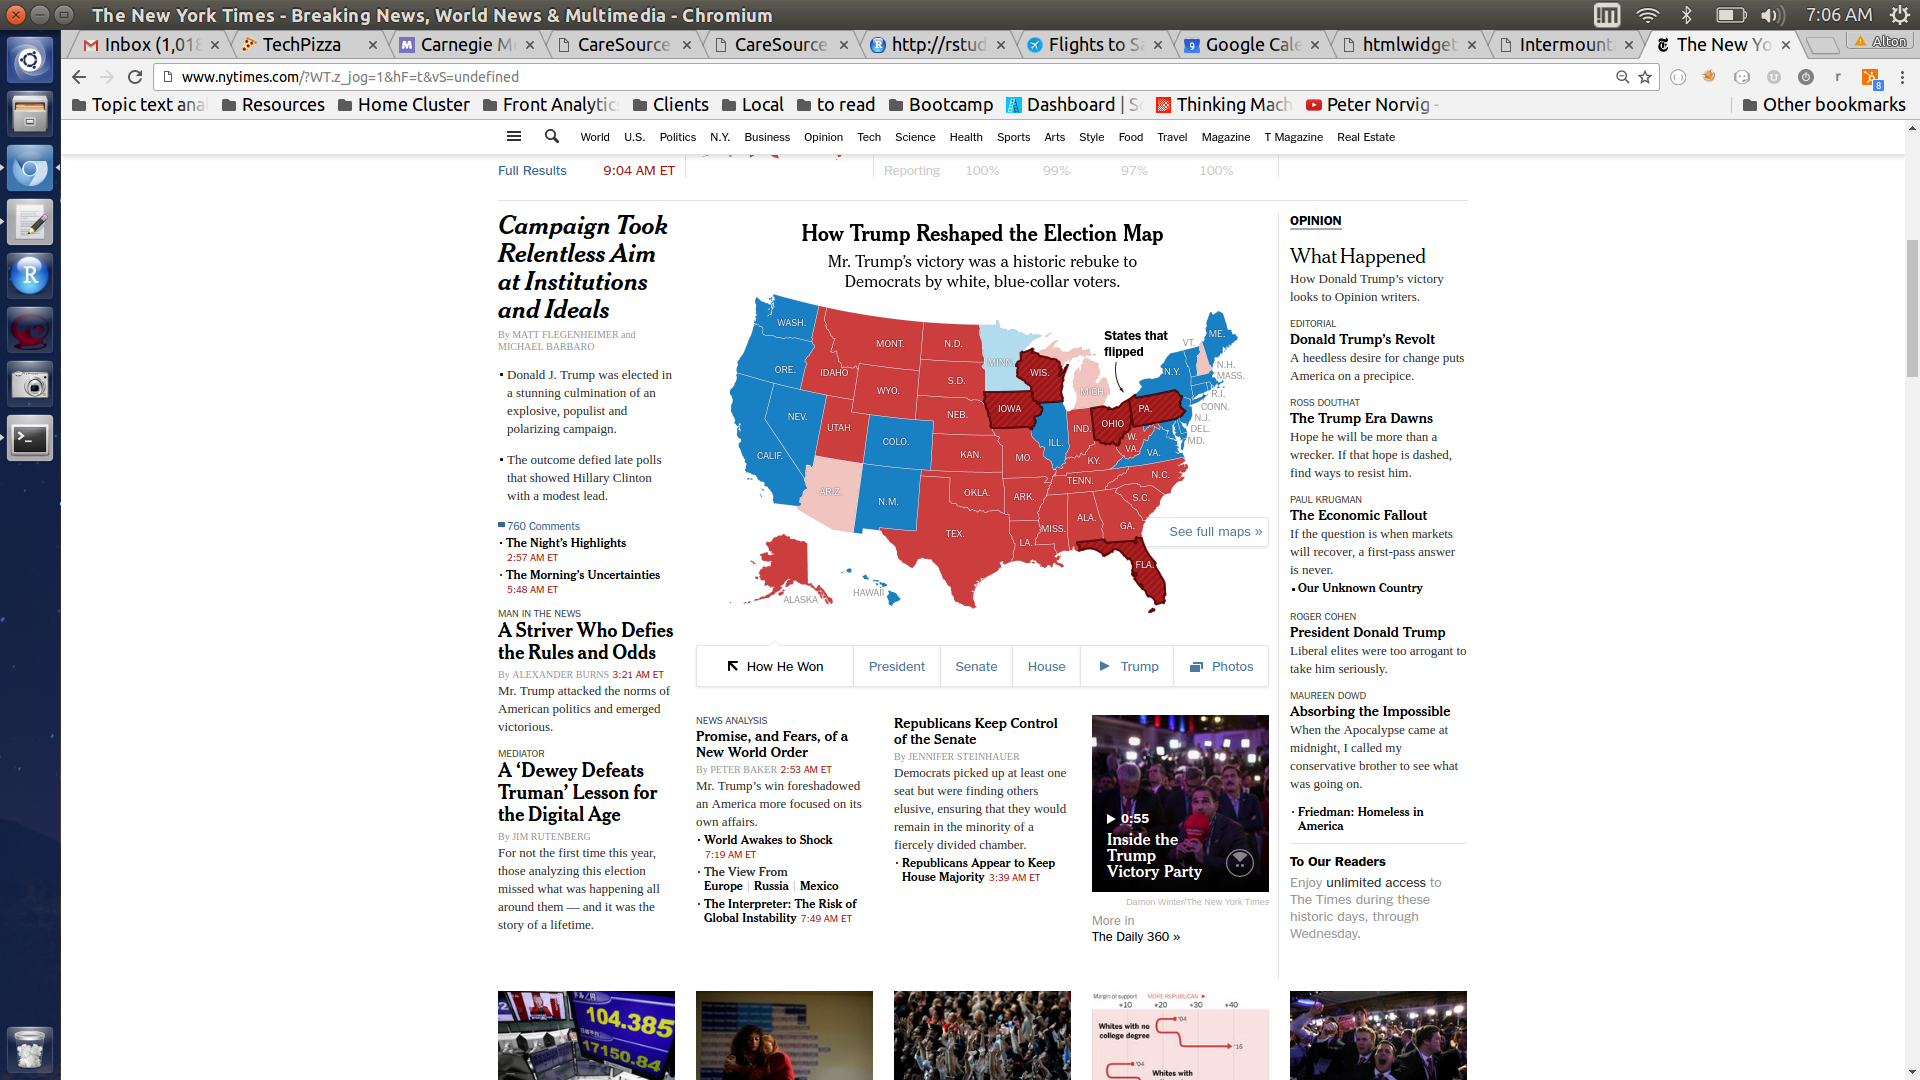 The New York Times - Breaking News, World News & Multimedia - Chromium
7:06 AM
Inbox (1,018
TechPizza
Carnegie M
CareSource
CareSource
http://rstud
Flights to S
Google Cale
htmlwidget
Intermount
The New Yo
Alton
www.nytimes.com/?WT.z_jog=1&hF=t&vS=undefined
8
Topic text ana
Resources
Home Cluster
Front Analytic
Clients
Local
to read
Bootcamp
Dashboard | S
Thinking Mach
Peter Norvig -
Other bookmarks
World U.S. Politics N.Y. Business Opinion Tech Science Health Sports Arts Style Food Travel Magazine T Magazine Real Estate
Full Results 9:04 AM ET
Reporting 100% 99% 97% 100%
Campaign Took
Relentless Aim
at Institutions
and Ideals
By MATT FLEGENHEIMER and
MICHAEL BARBARO
• Donald J. Trump was elected in
a stunning culmination of an
explosive, populist and
polarizing campaign.
• The outcome defied late polls
that showed Hillary Clinton
with a modest lead.
760 Comments
• The Night's Highlights
2:57 AM ET
• The Morning's Uncertainties
5:48 AM ET
MAN IN THE NEWS
A Striver Who Defies
the Rules and Odds
By ALEXANDER BURNS 3:21 AM ET
Mr. Trump attacked the norms of
American politics and emerged
victorious.
MEDIATOR
A ‘Dewey Defeats
Truman’ Lesson for
the Digital Age
By JIM RUTENBERG
For not the first time this year,
those analyzing this election
missed what was happening all
around them — and it was the
story of a lifetime.
How Trump Reshaped the Election Map
Mr. Trump’s victory was a historic rebuke to
Democrats by white, blue-collar voters.
States that
flipped
WASH.
MONT.
N.D.
MINN.
ME.
VT.
ORE.
IDAHO
WYO.
S.D.
WIS.
MICH.
N.Y.
N.H.
MASS.
R.I.
CONN.
N.J.
DEL.
MD.
NEV.
UTAH
COLO.
NEB.
IOWA
ILL.
IND.
OHIO
PA.
W.
VA.
VA.
CALIF.
KAN.
MO.
KY.
N.C.
TENN.
ARIZ.
N.M.
OKLA.
ARK.
S.C.
TEX.
LA.
MISS.
ALA.
GA.
FLA.
ALASKA
HAWAII
See full maps »
How He Won
President
Senate
House
Trump
Photos
NEWS ANALYSIS
Promise, and Fears, of a
New World Order
By PETER BAKER 2:53 AM ET
Mr. Trump’s win foreshadowed
an America more focused on its
own affairs.
• World Awakes to Shock
7:19 AM ET
• The View From
Europe | Russia | Mexico
• The Interpreter: The Risk of
Global Instability 7:49 AM ET
Republicans Keep Control
of the Senate
By JENNIFER STEINHAUER
Democrats picked up at least one
seat but were finding others
elusive, ensuring that they would
remain in the minority of a
fiercely divided chamber.
• Republicans Appear to Keep
House Majority 3:39 AM ET
0:55
Inside the
Trump
Victory Party
Damon Winter/The New York Times
More in
The Daily 360 »
OPINION
What Happened
How Donald Trump’s victory
looks to Opinion writers.
EDITORIAL
Donald Trump’s Revolt
A heedless desire for change puts
America on a precipice.
ROSS DOUTHAT
The Trump Era Dawns
Hope he will be more than a
wrecker. If that hope is dashed,
find ways to resist him.
PAUL KRUGMAN
The Economic Fallout
If the question is when markets
will recover, a first-pass answer
is never.
• Our Unknown Country
ROGER COHEN
President Donald Trump
Liberal elites were too arrogant to
take him seriously.
MAUREEN DOWD
Absorbing the Impossible
When the Apocalypse came at
midnight, I called my
conservative brother to see what
was going on.
• Friedman: Homeless in
America
To Our Readers
Enjoy unlimited access to
The Times during these
historic days, through
Wednesday.
104.385
17150.84
Margin of support MORE REPUBLICAN
+10 +20 +30 +40
Whites with no
college degree
'04
'16
'04
Whites with